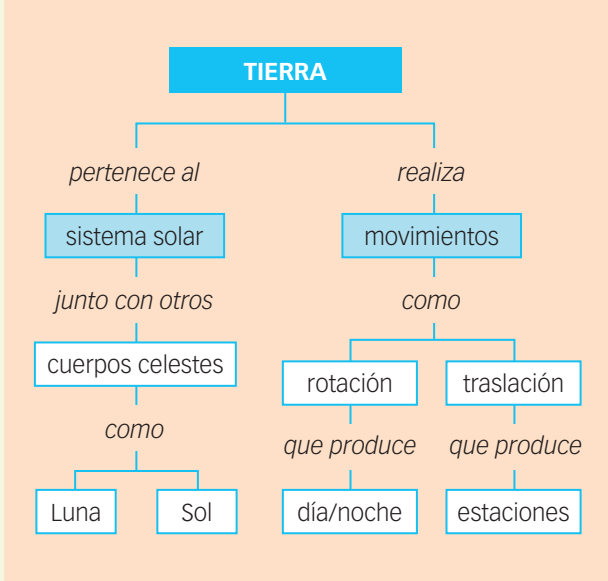 TIERRA
pertenece al
realiza
sistema solar
movimientos
junto con otros
como
cuerpos celestes
rotación
traslación
como
que produce
que produce
Luna
Sol
día/noche
estaciones